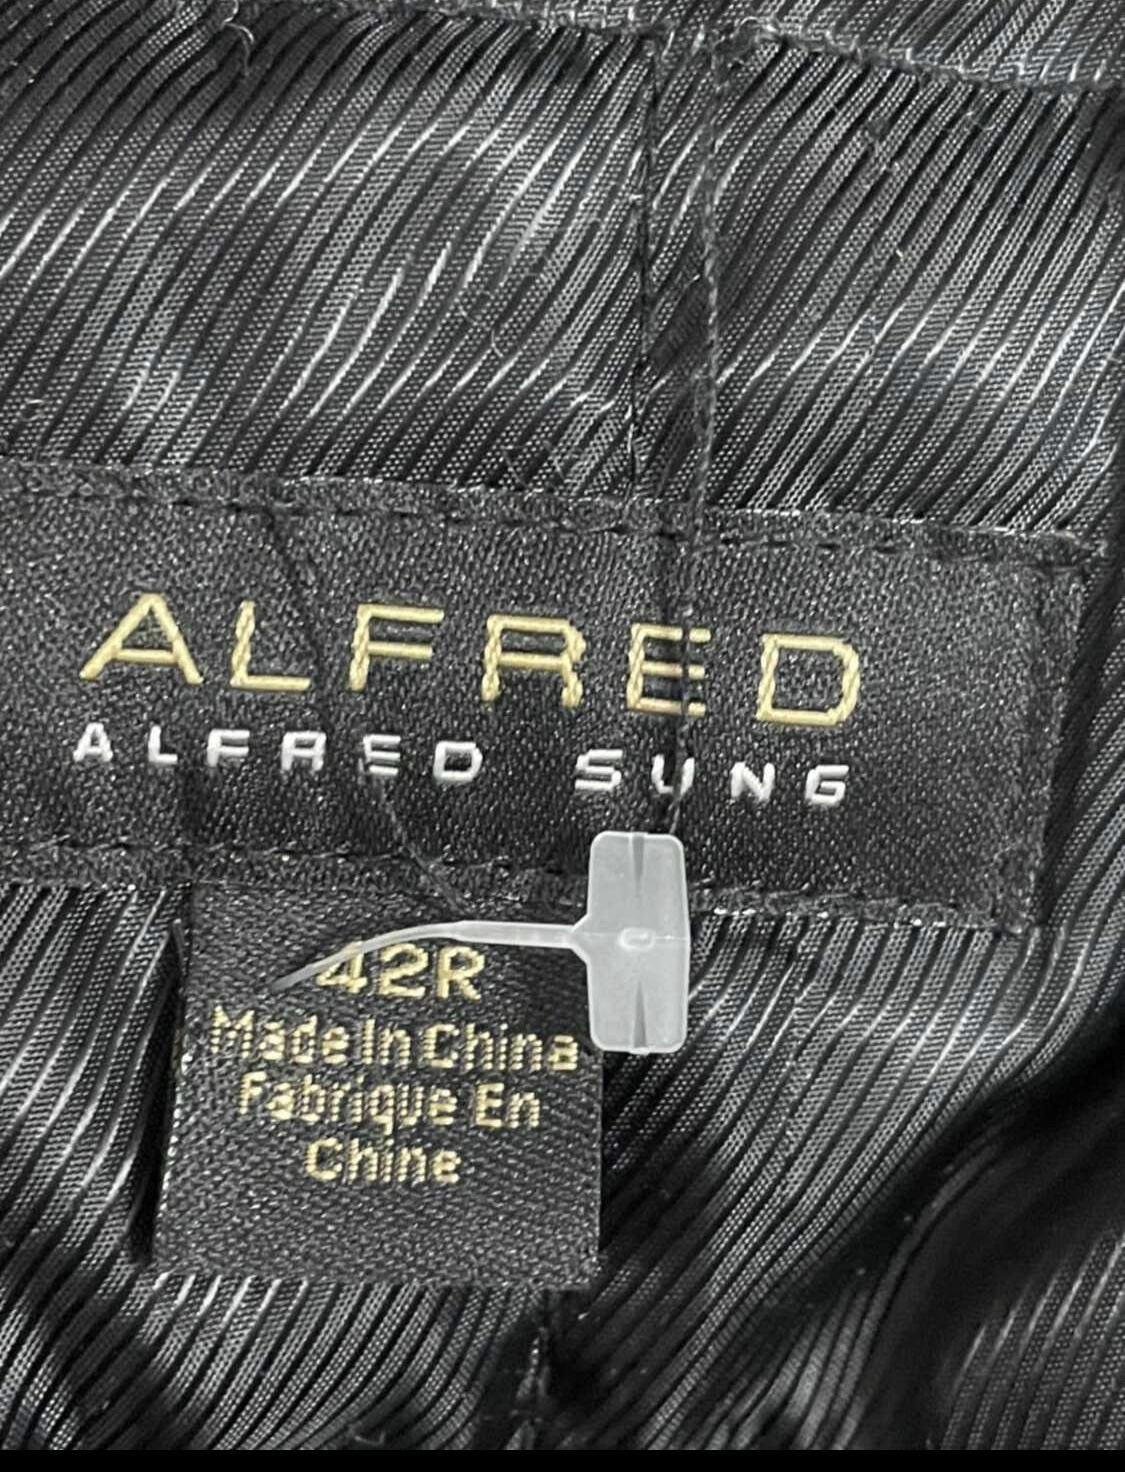 ALFRED
ALFRED SUNG
42R
Made In China
Fabrique En
Chine